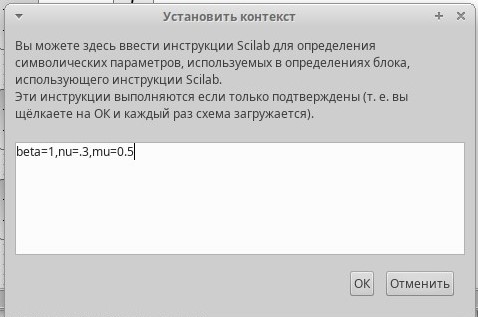 Установить контекст
Вы можете здесь ввести инструкции Scilab для определения
символических параметров, используемых в определениях блока,
использующего инструкции Scilab.
Эти инструкции выполняются если только подтверждены (т. е. вы
щёлкаете на ОК и каждый раз схема загружается).
beta=1,nu=.3,mu=0.5
ОК Отменить